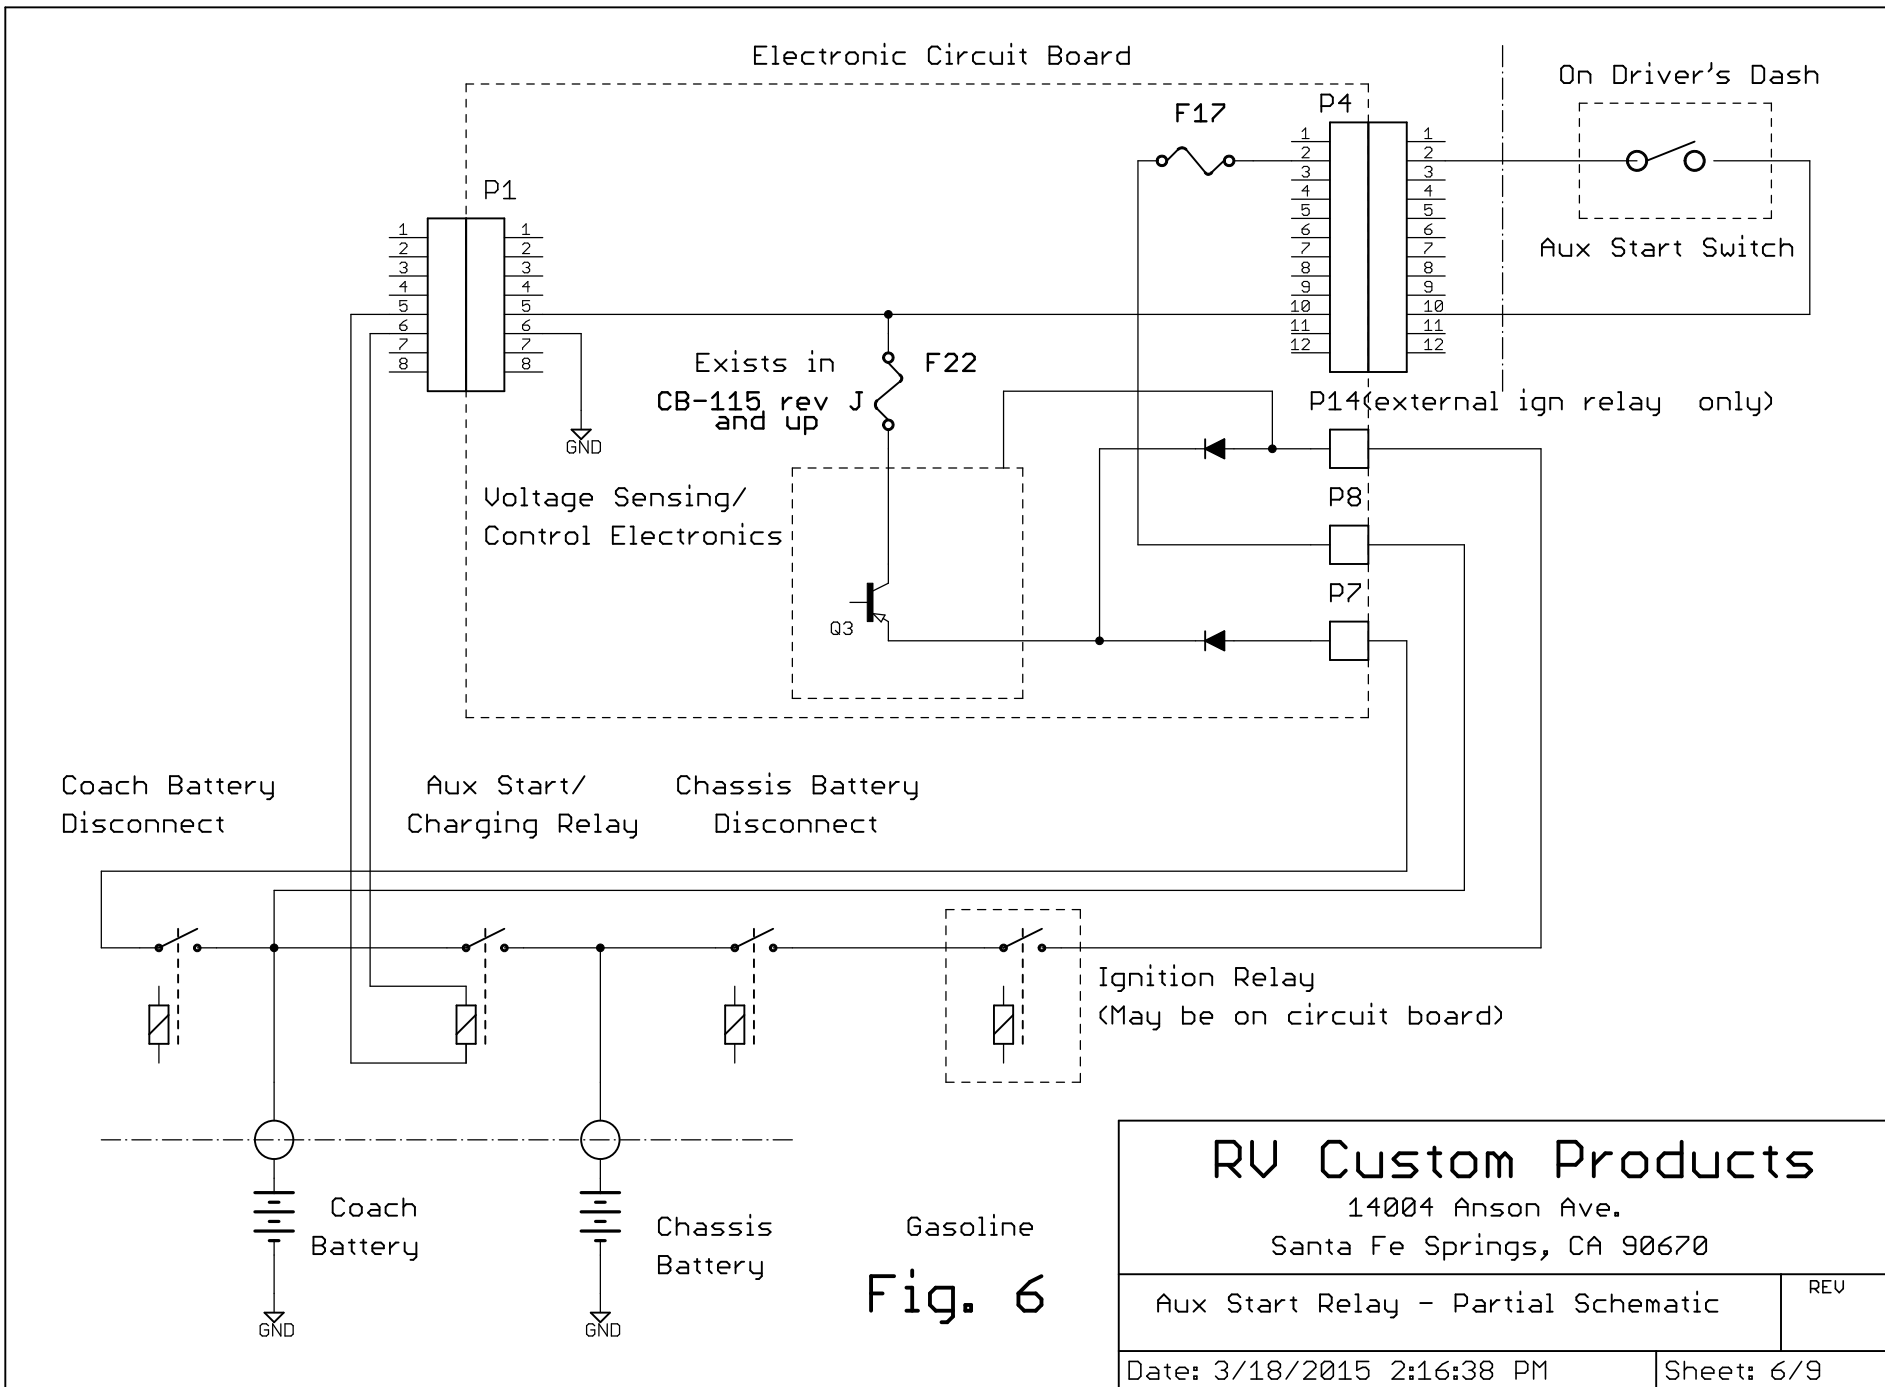 Electronic Circuit Board
On Driver's Dash
P4
F17
1 1
2 2
3 3
4 4
5 5
6 6
7 7
8 8
9 9
10 10
11 11
12 12
Aux Start Switch
P1
1 1
2 2
3 3
4 4
5 5
6 6
7 7
8 8
GND
Exists in
CB-115 rev J
and up
F22
P14(external ign relay only)
P8
P7
Voltage Sensing/
Control Electronics
Q3
Coach Battery
Disconnect
Aux Start/
Charging Relay
Chassis Battery
Disconnect
Ignition Relay
(May be on circuit board)
Coach
Battery
GND
Chassis
Battery
GND
Gasoline
Fig. 6
RV Custom Products
14004 Anson Ave.
Santa Fe Springs, CA 90670
Aux Start Relay - Partial Schematic
REV
Date: 3/18/2015 2:16:38 PM
Sheet: 6/9